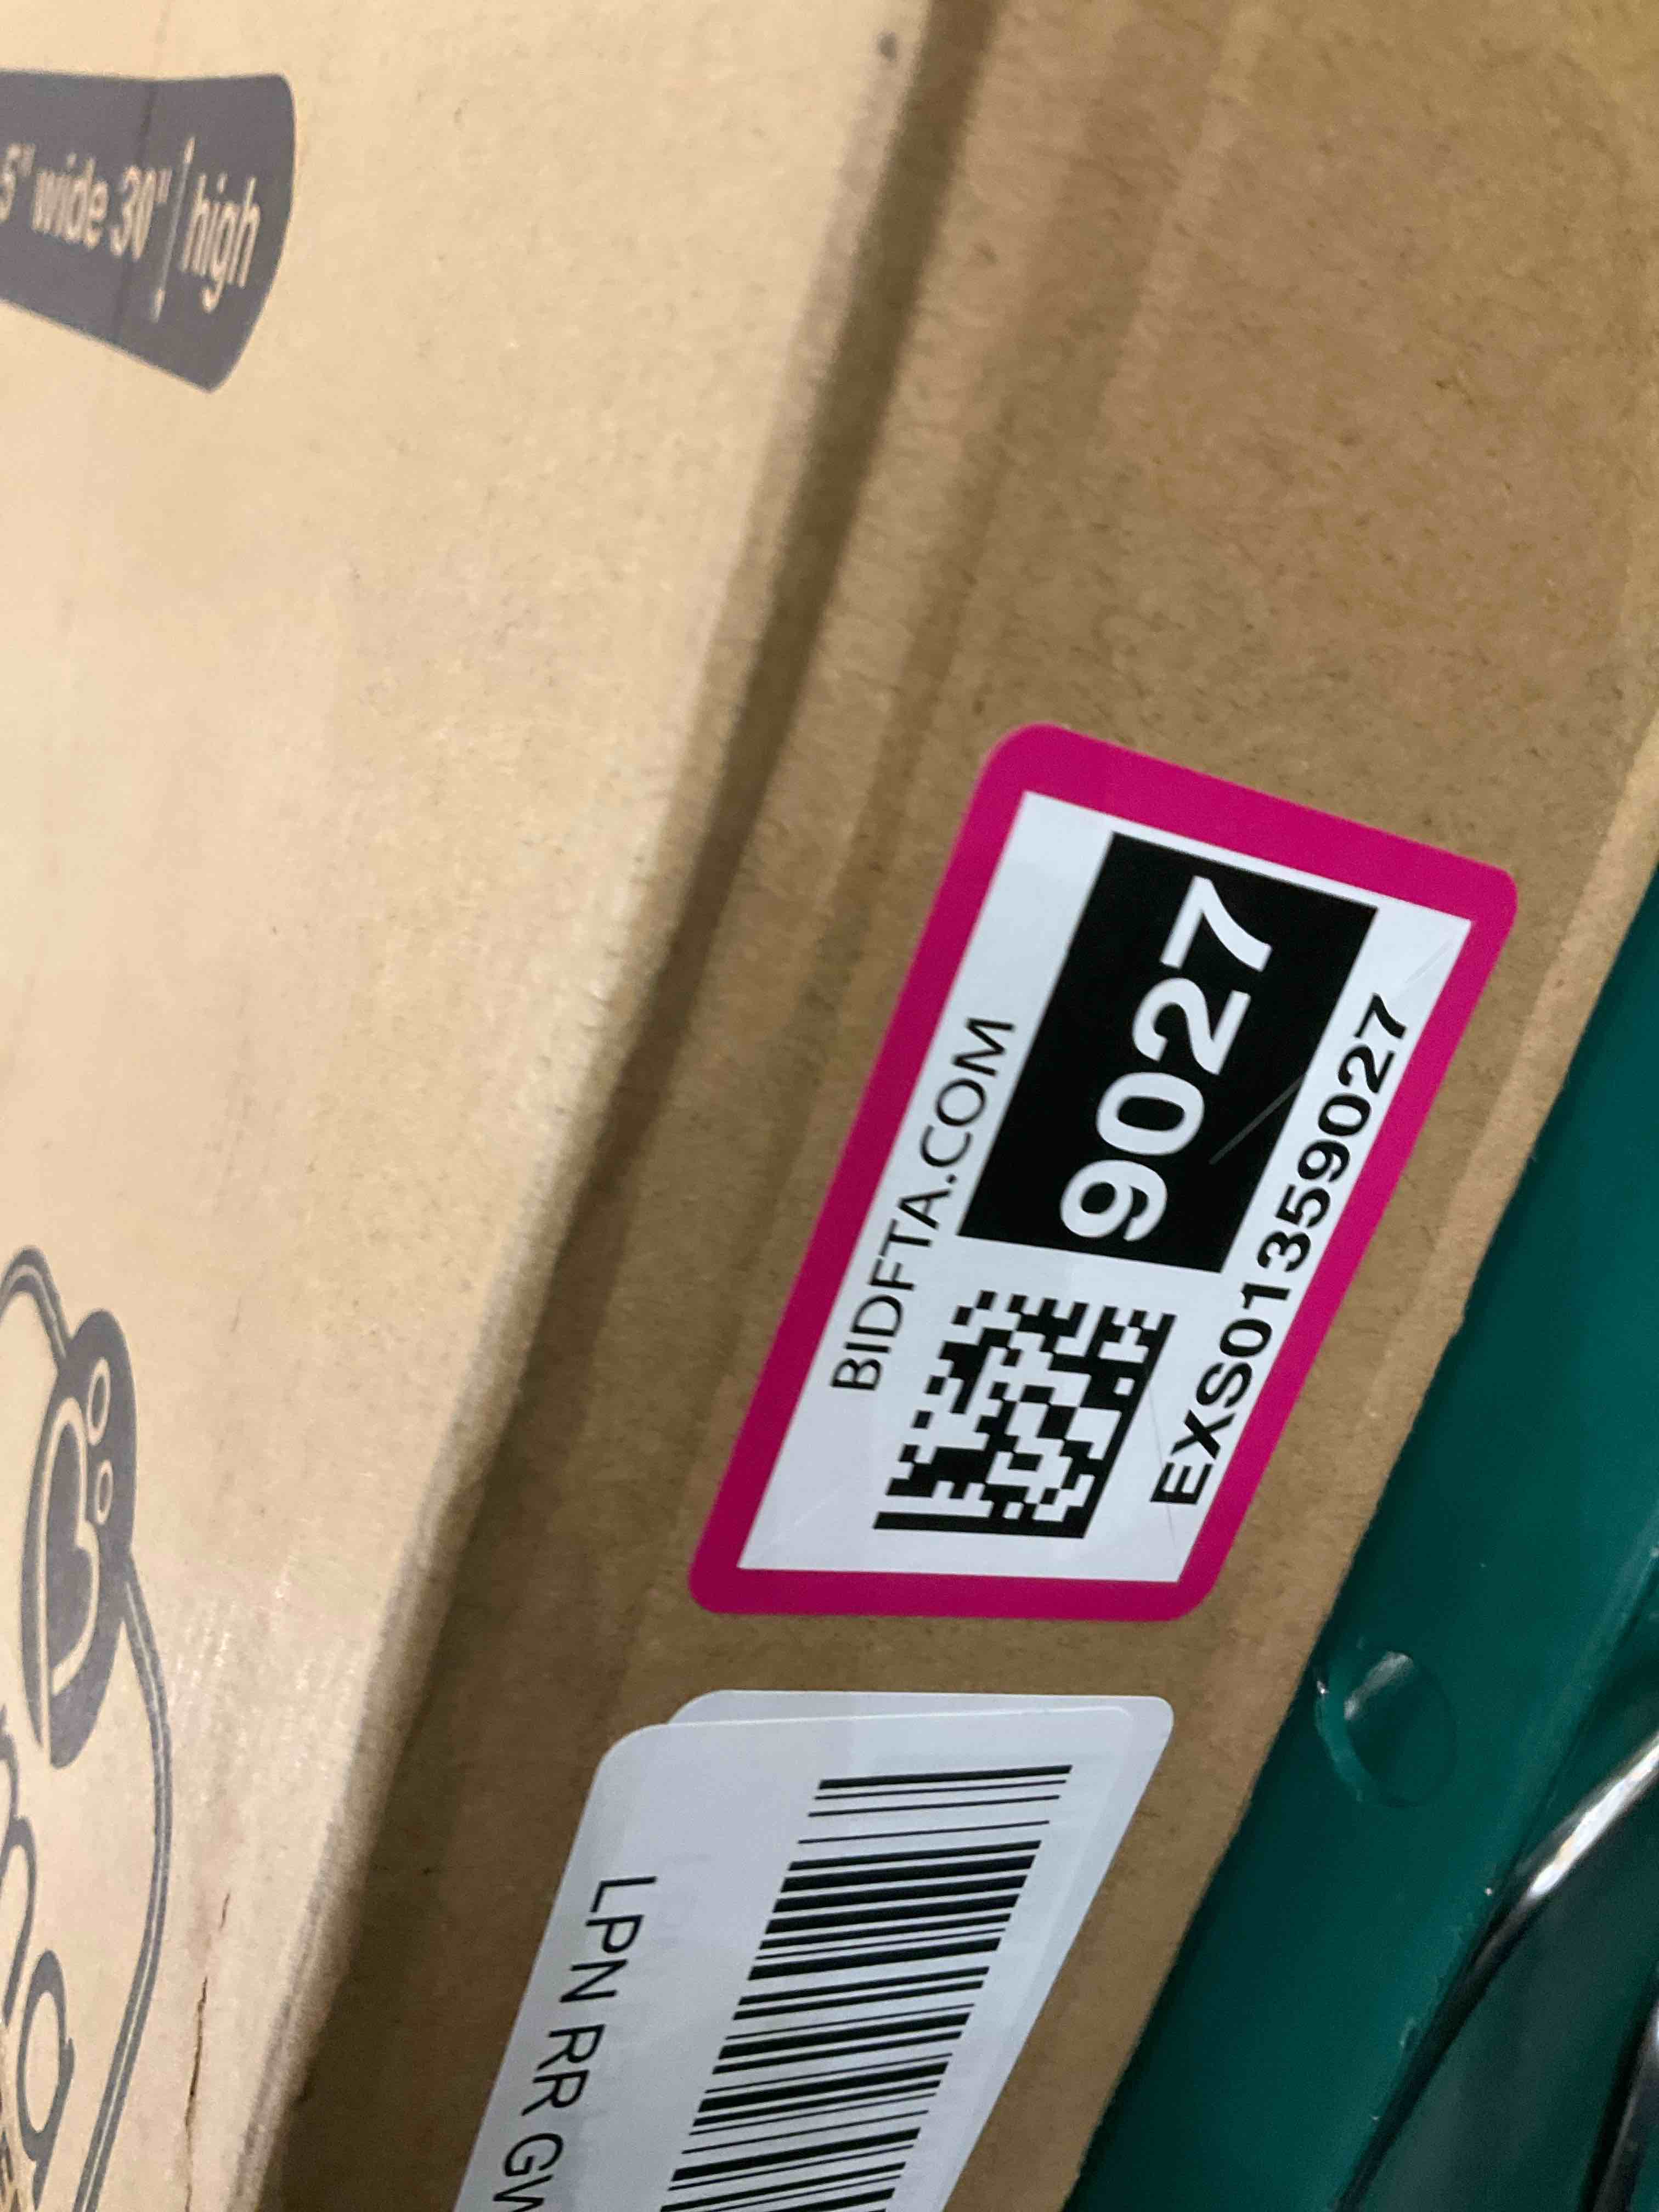 5" wide 30" high
BIDFTA.COM
9027
EXS01359027
LPN RR